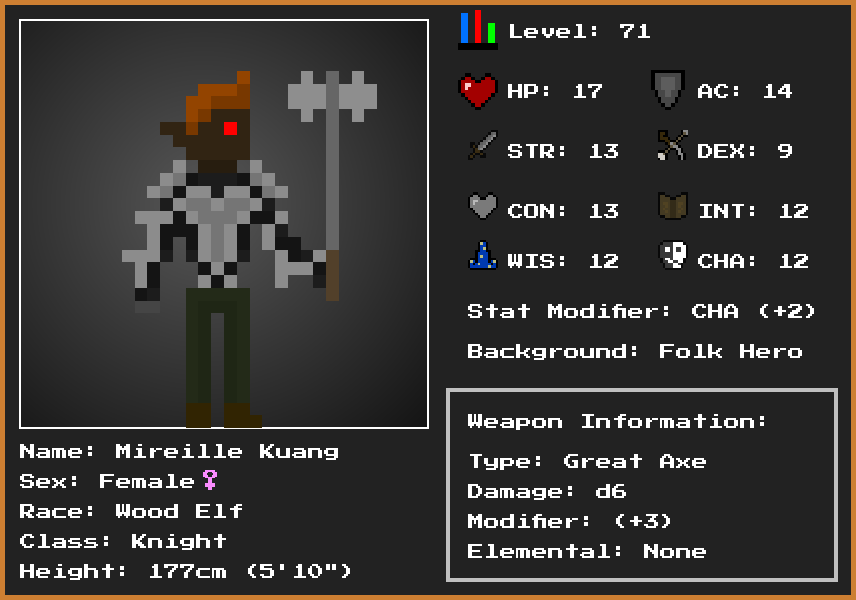 Level: 71
HP: 17 AC: 14
STR: 13 DEX: 9
CON: 13 INT: 12
WIS: 12 CHA: 12
Stat Modifier: CHA (+2)
Background: Folk Hero
Weapon Information:
Type: Great Axe
Damage: d6
Modifier: (+3)
Elemental: None
Name: Mireille Kuang
Sex: Female♀
Race: Wood Elf
Class: Knight
Height: 177cm (5'10")